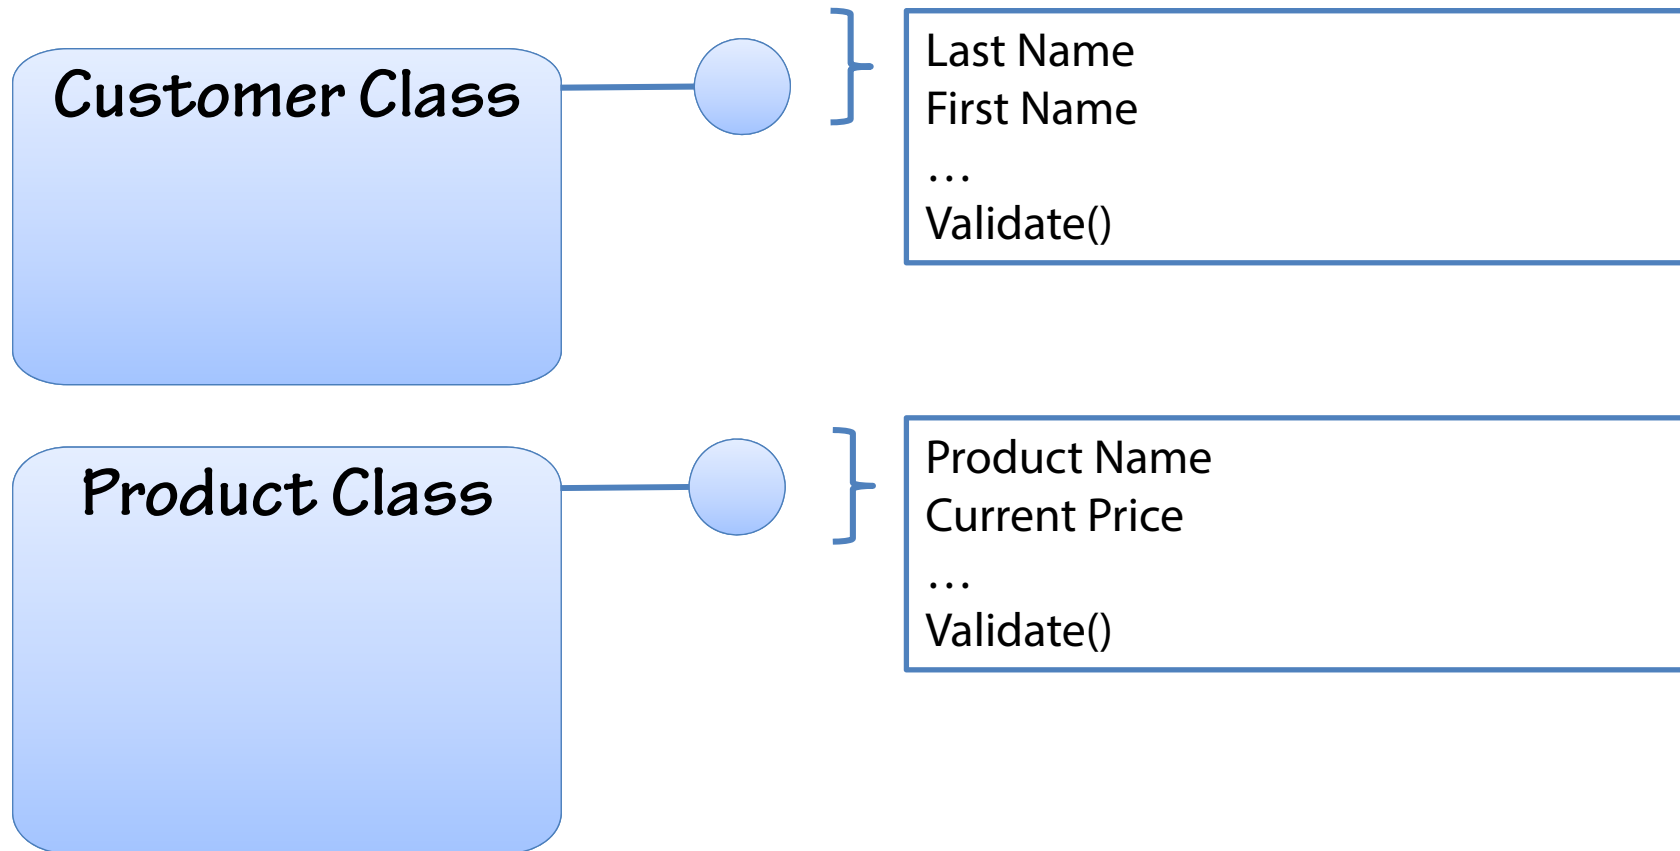 Customer Class
Last Name
First Name
…
Validate()
Product Class
Product Name
Current Price
…
Validate()